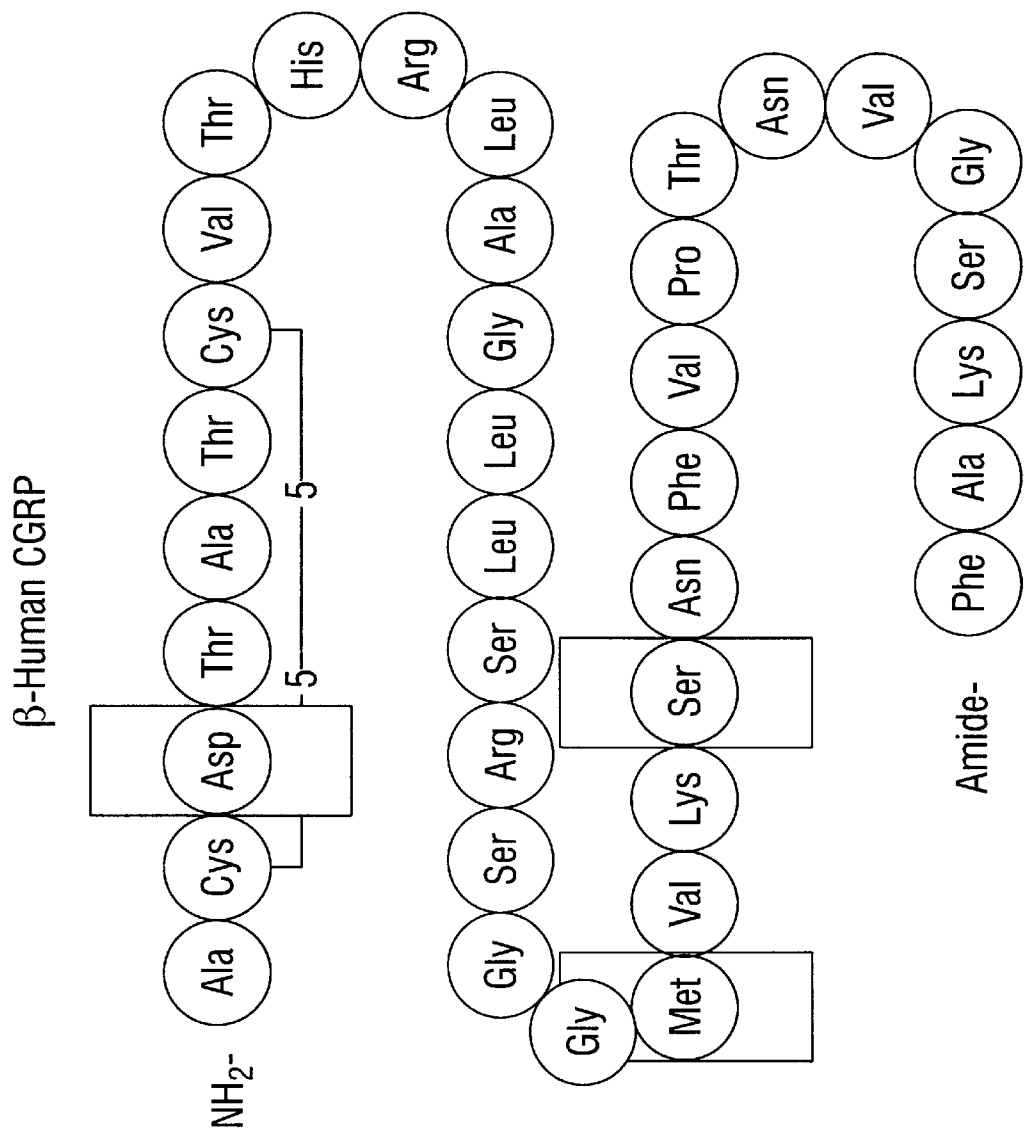 β-Human CGRP
NH₂-
Ala
Cys
Asp
Thr
Ala
Thr
Cys
Val
Thr
5
5
His
Arg
Leu
Ala
Gly
Leu
Leu
Ser
Arg
Ser
Gly
Gly
Met
Val
Lys
Ser
Asn
Phe
Val
Pro
Thr
Asn
Val
Gly
Ser
Lys
Ala
Phe
Amide-